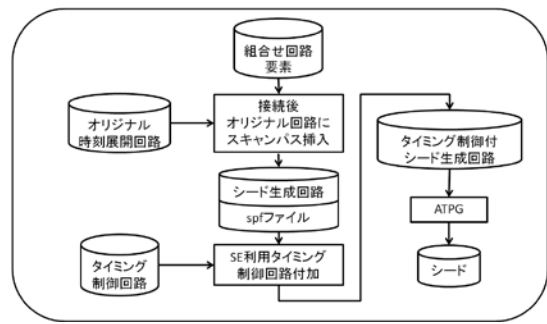 組合せ回路
要素
オリジナル
時刻展開回路
接続後
オリジナル回路に
スキャンパス挿入
シード生成回路
spfファイル
タイミング
制御回路
SE利用タイミング
制御回路付加
タイミング制御付
シード生成回路
ATPG
シード